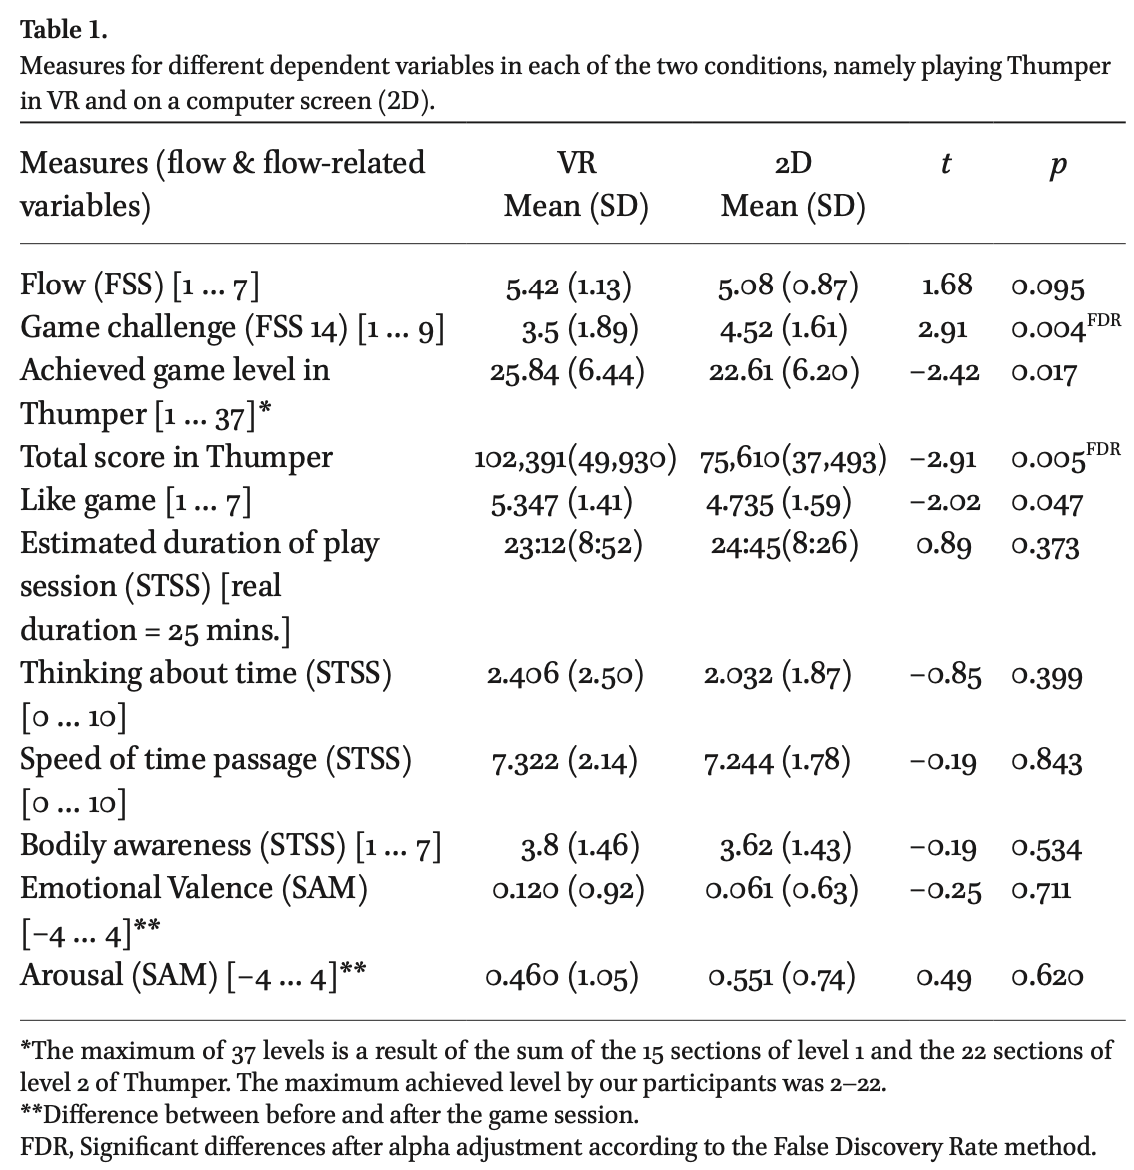 Table 1.
Measures for different dependent variables in each of the two conditions, namely playing Thumper
in VR and on a computer screen (2D).
Measures (flow & flow-related VR 2D t p
variables) Mean (SD) Mean (SD)
Flow (FSS) [1 … 7] 5.42 (1.13) 5.08 (0.87) 1.68 0.095
Game challenge (FSS 14) [1 … 9] 3.5 (1.89) 4.52 (1.61) 2.91 0.004FDR
Achieved game level in 25.84 (6.44) 22.61 (6.20) −2.42 0.017
Thumper [1 … 37]*
Total score in Thumper 102,391(49,930) 75,610(37,493) −2.91 0.005FDR
Like game [1 … 7] 5.347 (1.41) 4.735 (1.59) −2.02 0.047
Estimated duration of play 23:12(8:52) 24:45(8:26) 0.89 0.373
session (STSS) [real
duration = 25 mins.]
Thinking about time (STSS) 2.406 (2.50) 2.032 (1.87) −0.85 0.399
[0 … 10]
Speed of time passage (STSS) 7.322 (2.14) 7.244 (1.78) −0.19 0.843
[0 … 10]
Bodily awareness (STSS) [1 … 7] 3.8 (1.46) 3.62 (1.43) −0.19 0.534
Emotional Valence (SAM) 0.120 (0.92) 0.061 (0.63) −0.25 0.711
[−4 … 4]**
Arousal (SAM) [−4 … 4]** 0.460 (1.05) 0.551 (0.74) 0.49 0.620
*The maximum of 37 levels is a result of the sum of the 15 sections of level 1 and the 22 sections of
level 2 of Thumper. The maximum achieved level by our participants was 2–22.
**Difference between before and after the game session.
FDR, Significant differences after alpha adjustment according to the False Discovery Rate method.